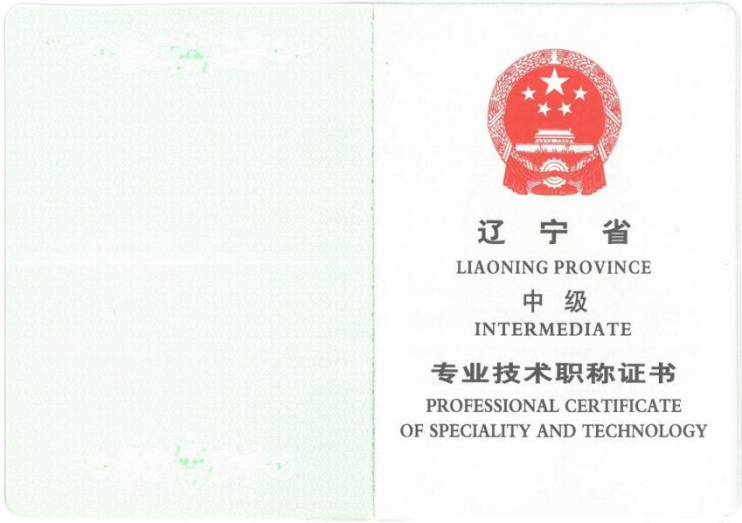 辽宁省
LIAONING PROVINCE
中级
INTERMEDIATE
专业技术职称证书
PROFESSIONAL CERTIFICATE
OF SPECIALITY AND TECHNOLOGY